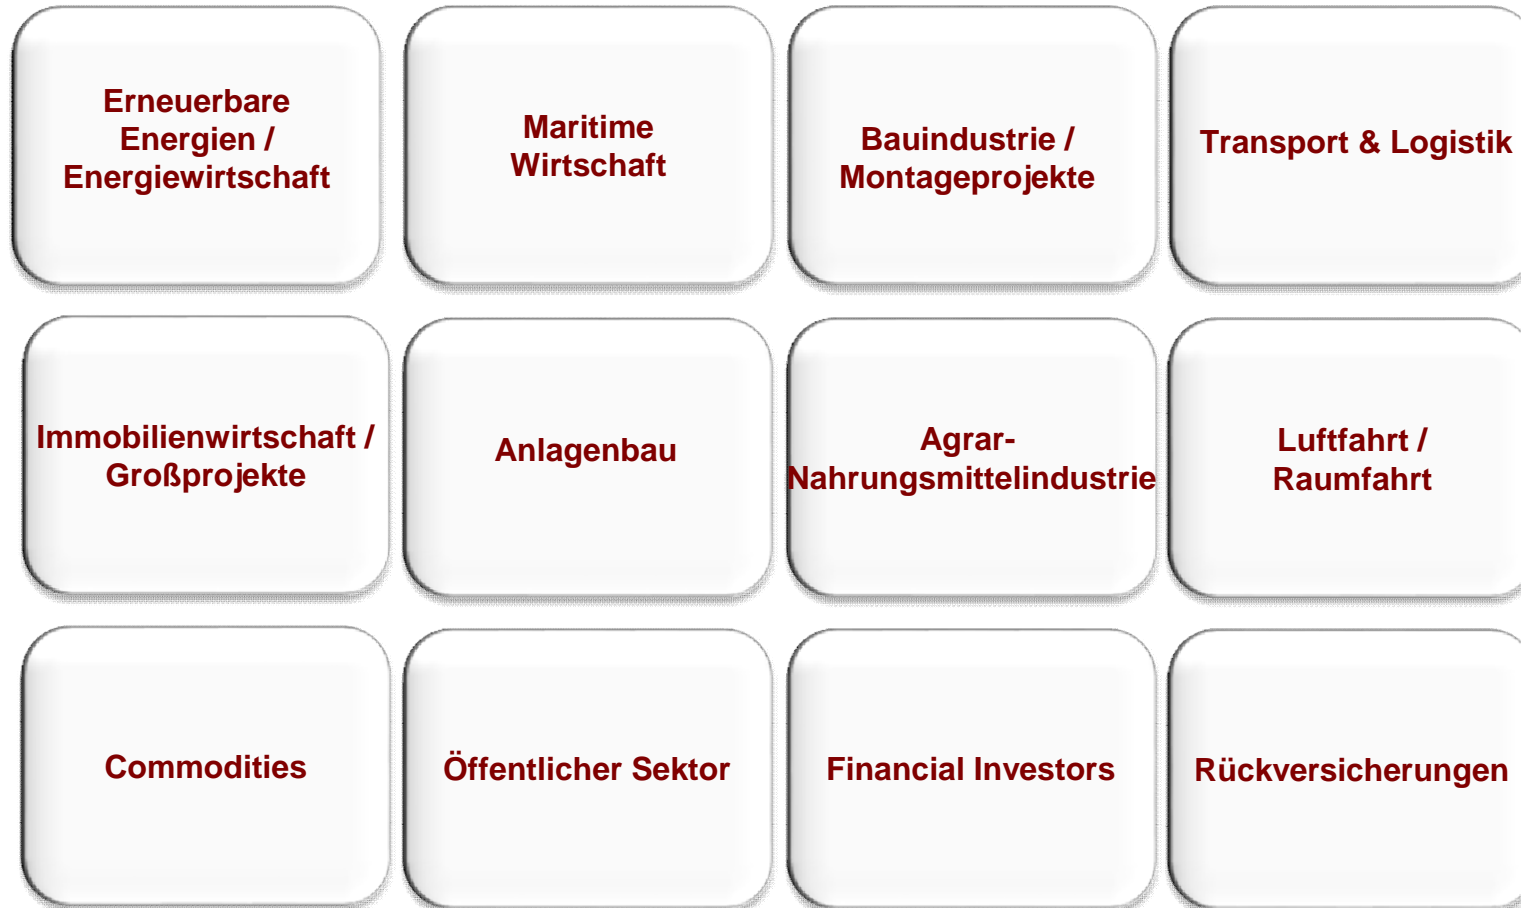 Erneuerbare
Energien /
Energiewirtschaft
Maritime
Wirtschaft
Bauindustrie /
Montageprojekte
Transport & Logistik
Immobilienwirtschaft /
Großprojekte
Anlagenbau
Agrar-
Nahrungsmittelindustrie
Luftfahrt /
Raumfahrt
Commodities
Öffentlicher Sektor
Financial Investors
Rückversicherungen